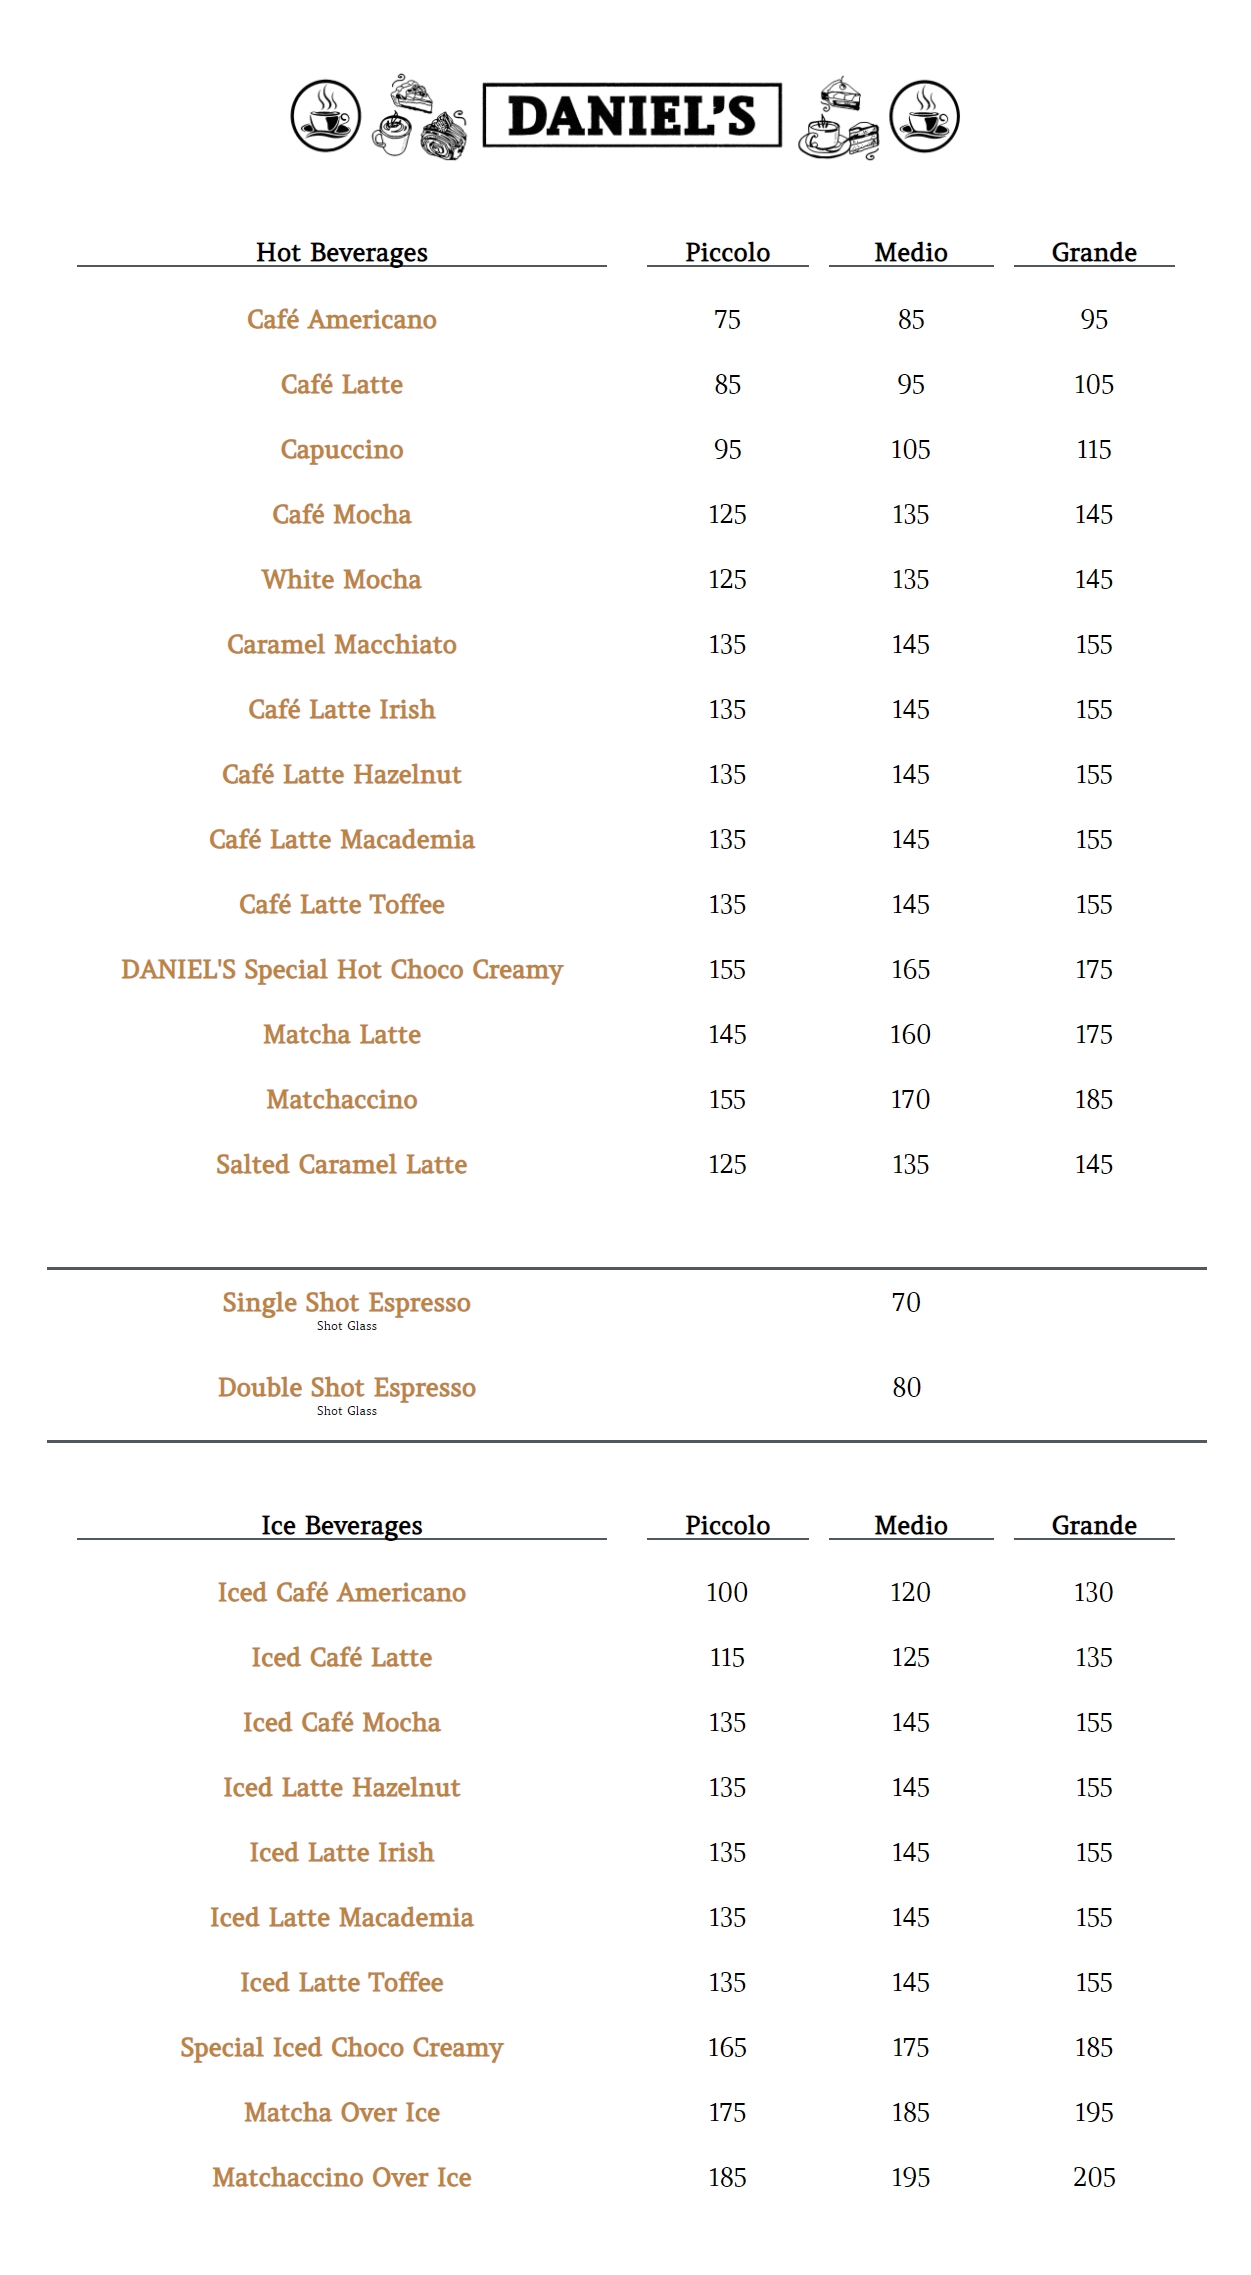 DANIEL'S
Hot Beverages Piccolo Medio Grande
Café Americano 75 85 95
Café Latte 85 95 105
Capuccino 95 105 115
Café Mocha 125 135 145
White Mocha 125 135 145
Caramel Macchiato 135 145 155
Café Latte Irish 135 145 155
Café Latte Hazelnut 135 145 155
Café Latte Macademia 135 145 155
Café Latte Toffee 135 145 155
DANIEL'S Special Hot Choco Creamy 155 165 175
Matcha Latte 145 160 175
Matchaccino 155 170 185
Salted Caramel Latte 125 135 145
Single Shot Espresso 70
Shot Glass
Double Shot Espresso 80
Shot Glass
Ice Beverages Piccolo Medio Grande
Iced Café Americano 100 120 130
Iced Café Latte 115 125 135
Iced Café Mocha 135 145 155
Iced Latte Hazelnut 135 145 155
Iced Latte Irish 135 145 155
Iced Latte Macademia 135 145 155
Iced Latte Toffee 135 145 155
Special Iced Choco Creamy 165 175 185
Matcha Over Ice 175 185 195
Matchaccino Over Ice 185 195 205